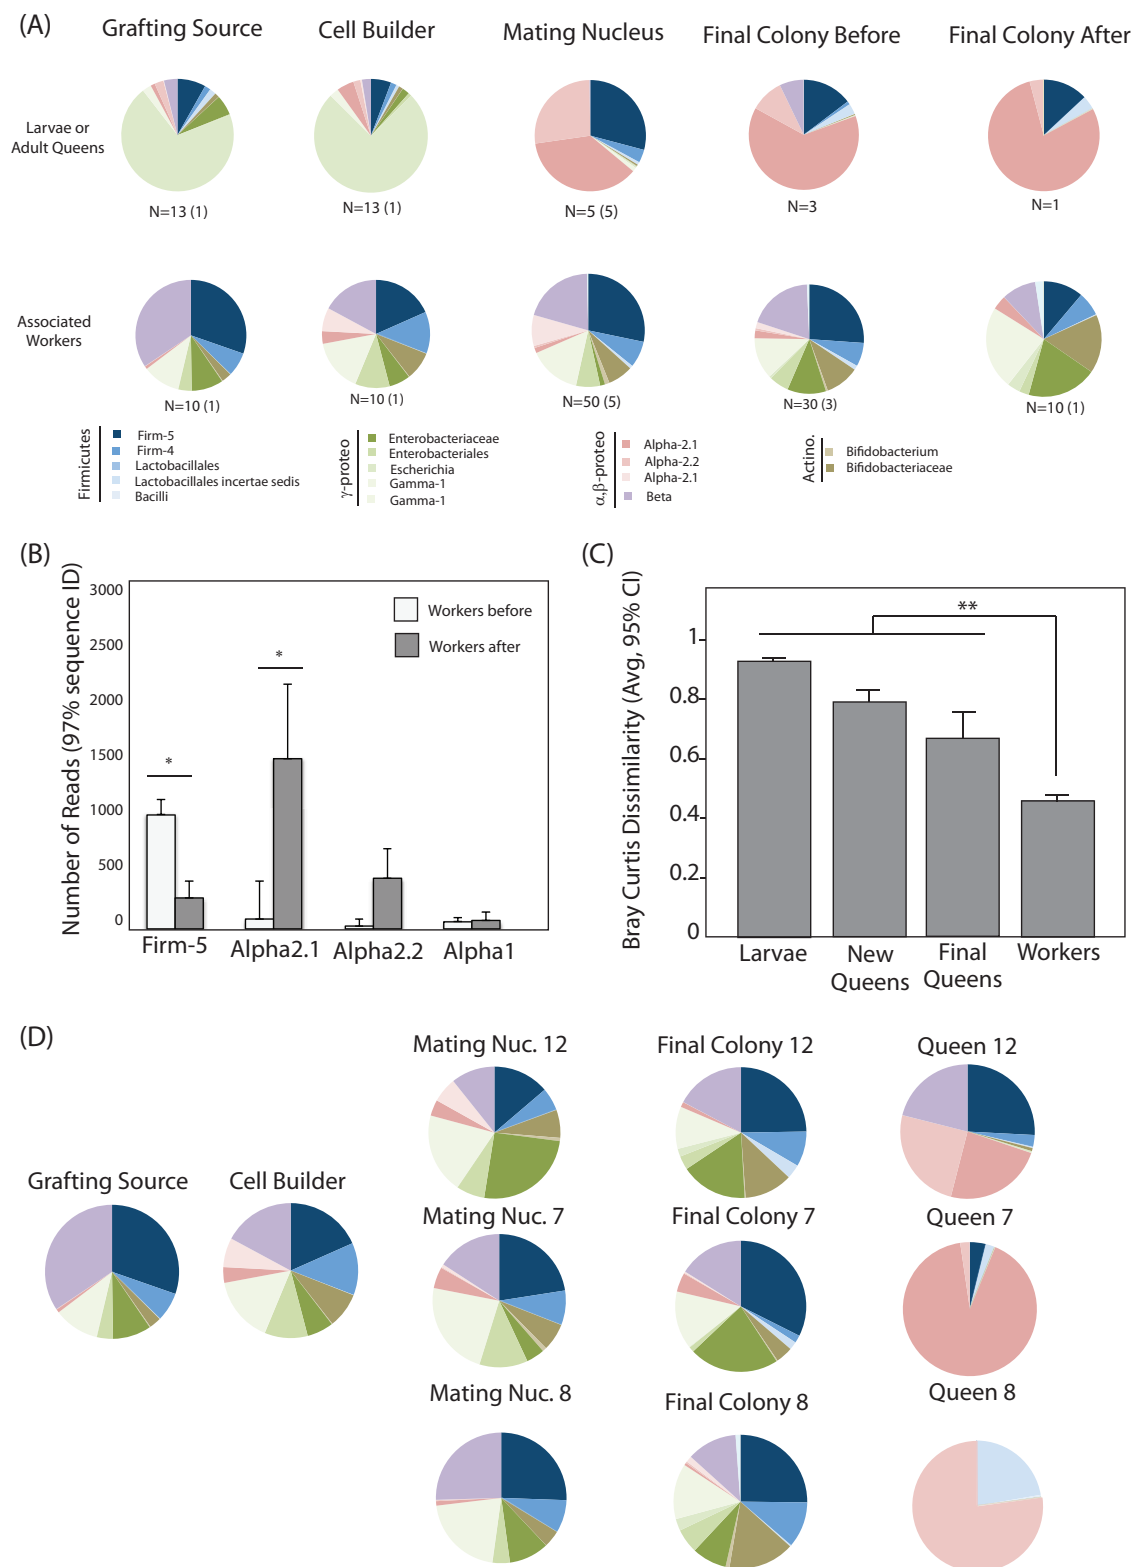 (A)
Grafting Source
Cell Builder
Mating Nucleus
Final Colony Before
Final Colony After
Larvae or
Adult Queens
N=13 (1)
N=13 (1)
N=5 (5)
N=3
N=1
Associated
Workers
N=10 (1)
N=10 (1)
N=50 (5)
N=30 (3)
N=10 (1)
Firmicutes
Firm-5
Firm-4
Lactobacillales
Lactobacillales incertae sedis
Bacilli
γ-proteo
Enterobacteriaceae
Enterobacteriales
Escherichia
Gamma-1
Gamma-1
α,β-proteo
Alpha-2.1
Alpha-2.2
Alpha-2.1
Beta
Actino.
Bifidobacterium
Bifidobacteriaceae
(B)
Number of Reads (97% sequence ID)
3000
2500
2000
1500
1000
500
0
Workers before
Workers after
*
*
Firm-5
Alpha2.1
Alpha2.2
Alpha1
(C)
Bray Curtis Dissimilarity (Avg, 95% CI)
1
0.8
0.6
0.4
0.2
0
**
Larvae
New
Queens
Final
Queens
Workers
(D)
Grafting Source
Cell Builder
Mating Nuc. 12
Final Colony 12
Queen 12
Mating Nuc. 7
Final Colony 7
Queen 7
Mating Nuc. 8
Final Colony 8
Queen 8